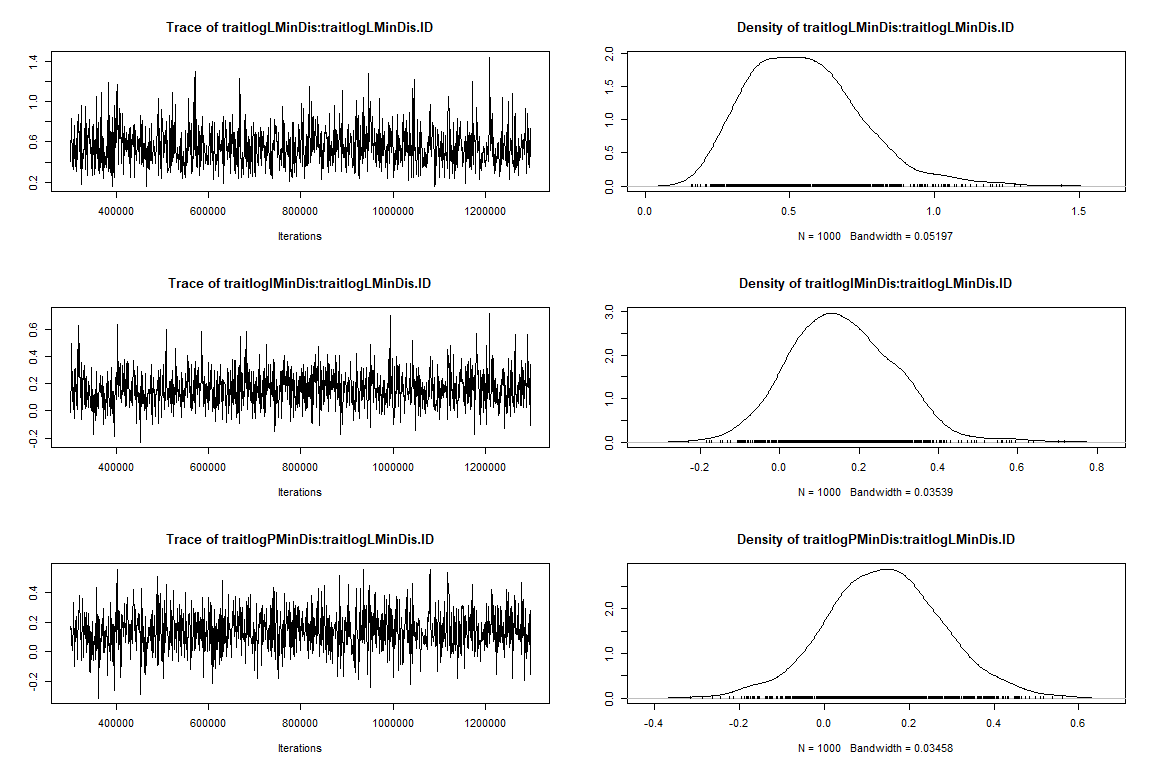 Trace of traitlogLMinDis:traitlogLMinDis.ID
Density of traitlogLMinDis:traitlogLMinDis.ID
0.2 0.6 1.0 1.4
400000 600000 800000 1000000 1200000
Iterations
0.0 0.5 1.0 1.5 2.0
0.0 0.5 1.0 1.5
N = 1000 Bandwidth = 0.05197
Trace of traitlogIMinDis:traitlogLMinDis.ID
Density of traitlogIMinDis:traitlogLMinDis.ID
-0.2 0.0 0.2 0.4 0.6
400000 600000 800000 1000000 1200000
Iterations
0.0 1.0 2.0 3.0
-0.2 0.0 0.2 0.4 0.6 0.8
N = 1000 Bandwidth = 0.03539
Trace of traitlogPMinDis:traitlogLMinDis.ID
Density of traitlogPMinDis:traitlogLMinDis.ID
-0.2 0.0 0.2 0.4
400000 600000 800000 1000000 1200000
Iterations
0.0 1.0 2.0
-0.4 -0.2 0.0 0.2 0.4 0.6
N = 1000 Bandwidth = 0.03458